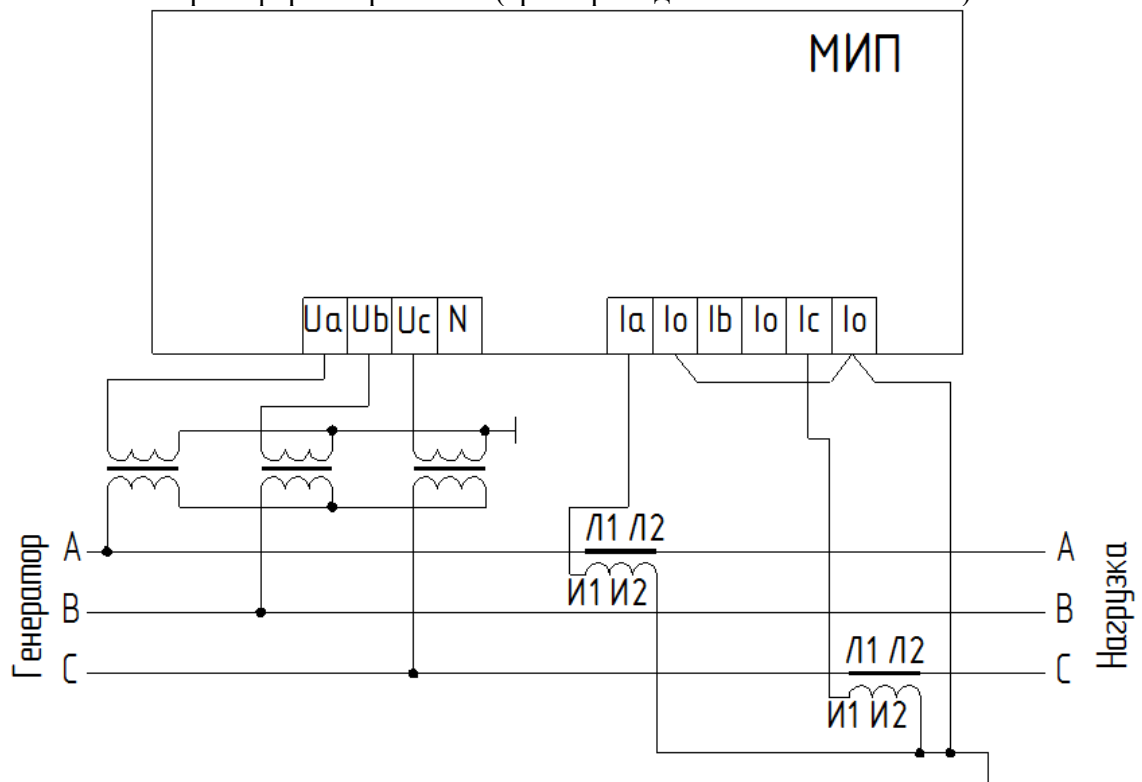 МИП
Ua Ub Uc N
Ia Io Ib Io Ic Io
Генератор
A
B
C
Л1 Л2
И1 И2
Л1 Л2
И1 И2
A
B
C
Нагрузка